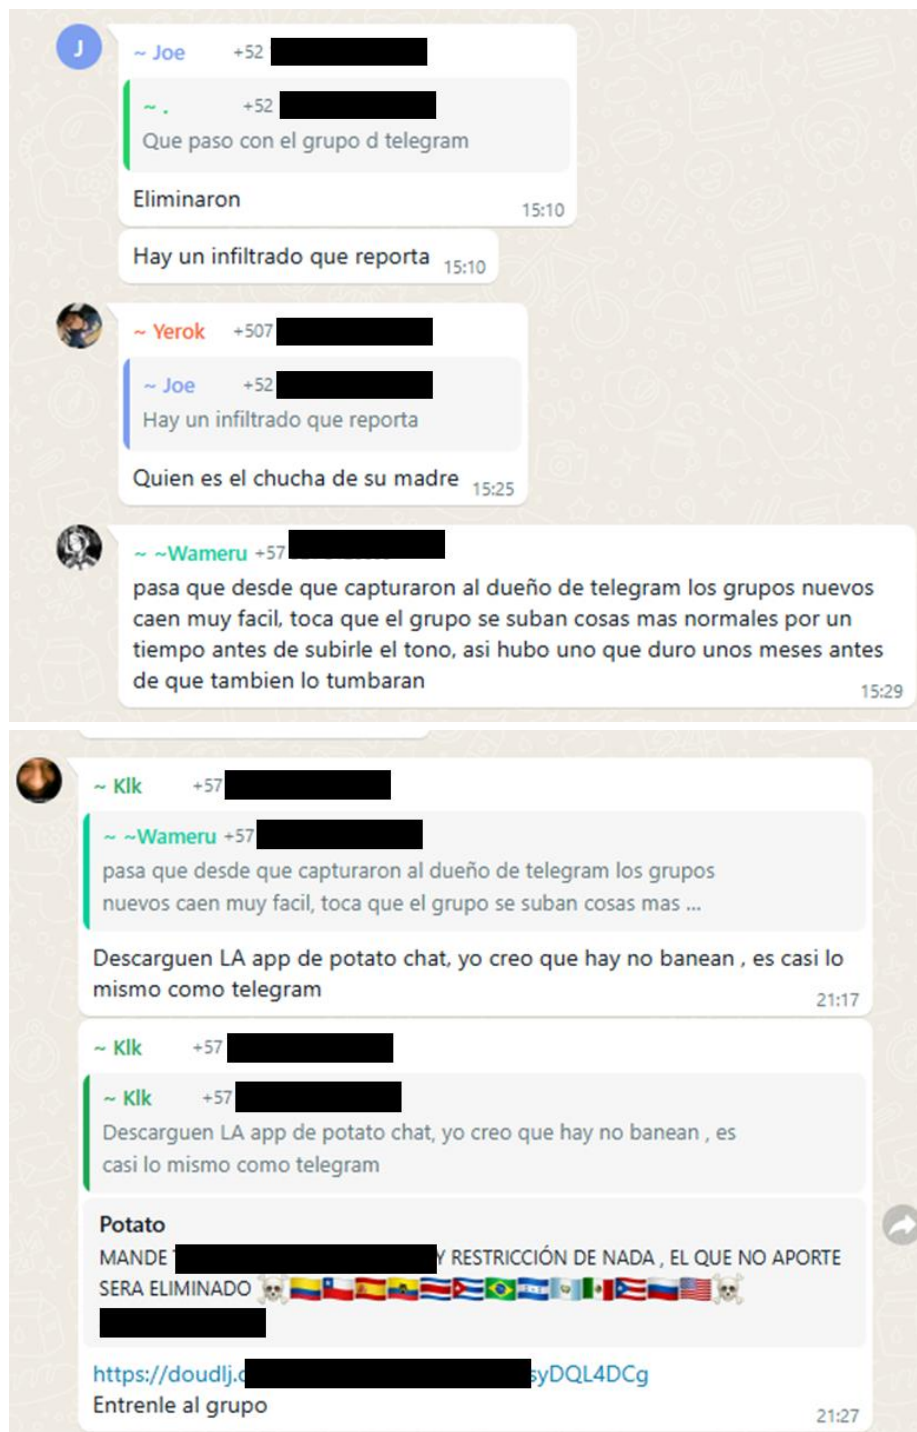 J
~ Joe +52
~ . +52
Que paso con el grupo d telegram
Eliminaron
15:10
Hay un infiltrado que reporta 15:10
~ Yerok +507
~ Joe +52
Hay un infiltrado que reporta
Quien es el chucha de su madre 15:25
~ ~Wameru +57
pasa que desde que capturaron al dueño de telegram los grupos nuevos
caen muy facil, toca que el grupo se suban cosas mas normales por un
tiempo antes de subirle el tono, asi hubo uno que duro unos meses antes
de que tambien lo tumbaran
15:29
~ Klk +57
~ ~Wameru +57
pasa que desde que capturaron al dueño de telegram los grupos
nuevos caen muy facil, toca que el grupo se suban cosas mas ...
Descarguen LA app de potato chat, yo creo que hay no banean , es casi lo
mismo como telegram
21:17
~ Klk +57
~ Klk +57
Descarguen LA app de potato chat, yo creo que hay no banean , es
casi lo mismo como telegram
Potato
MANDE Y RESTRICCIÓN DE NADA , EL QUE NO APORTE
SERA ELIMINADO
https://doudlj. syDQL4DCg
Entrenle al grupo
21:27